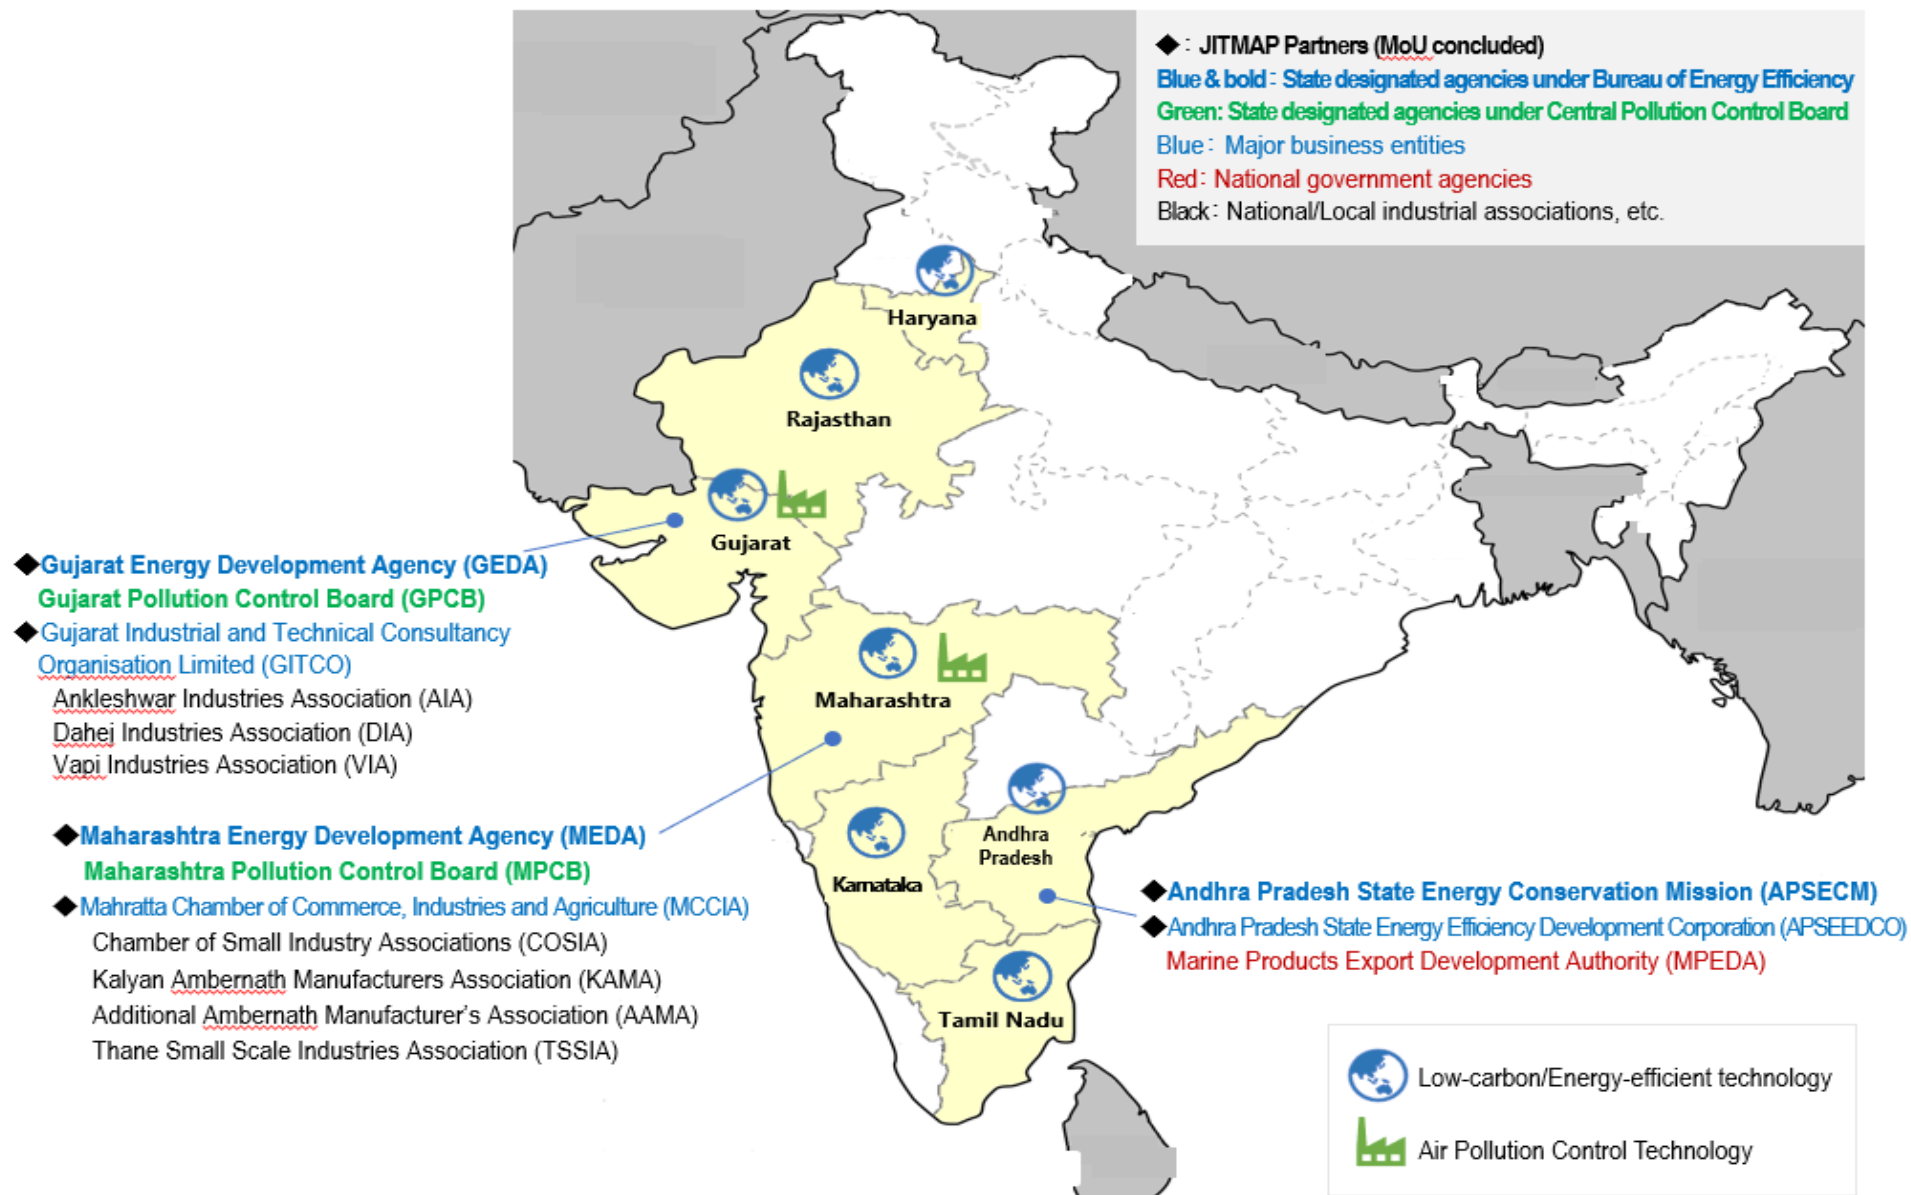 ◆ : JITMAP Partners (MoU concluded)
Blue & bold : State designated agencies under Bureau of Energy Efficiency
Green: State designated agencies under Central Pollution Control Board
Blue : Major business entities
Red : National government agencies
Black : National/Local industrial associations, etc.
Haryana
Rajasthan
Gujarat
◆Gujarat Energy Development Agency (GEDA)
Gujarat Pollution Control Board (GPCB)
◆Gujarat Industrial and Technical Consultancy
Organisation Limited (GITCO)
Ankleshwar Industries Association (AIA)
Dahej Industries Association (DIA)
Vapi Industries Association (VIA)
Maharashtra
◆Maharashtra Energy Development Agency (MEDA)
Maharashtra Pollution Control Board (MPCB)
◆Mahratta Chamber of Commerce, Industries and Agriculture (MCCIA)
Chamber of Small Industry Associations (COSIA)
Kalyan Ambernath Manufacturers Association (KAMA)
Additional Ambernath Manufacturer's Association (AAMA)
Thane Small Scale Industries Association (TSSIA)
Karnataka
Andhra
Pradesh
◆Andhra Pradesh State Energy Conservation Mission (APSECM)
◆Andhra Pradesh State Energy Efficiency Development Corporation (APSEEDCO)
Marine Products Export Development Authority (MPEDA)
Tamil Nadu
Low-carbon/Energy-efficient technology
Air Pollution Control Technology